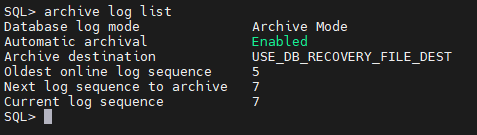 SQL> archive log list
Database log mode              Archive Mode
Automatic archival             Enabled
Archive destination            USE_DB_RECOVERY_FILE_DEST
Oldest online log sequence     5
Next log sequence to archive   7
Current log sequence           7
SQL>